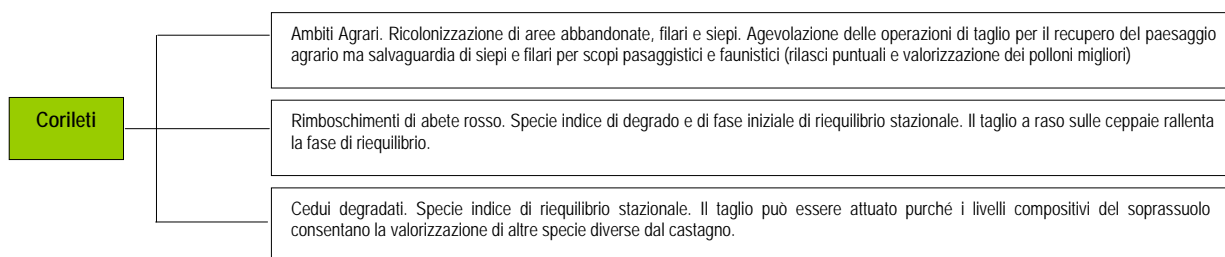 Ambiti Agrari. Ricolonizzazione di aree abbandonate, filari e siepi. Agevolazione delle operazioni di taglio per il recupero del paesaggio
agrario ma salvaguardia di siepi e filari per scopi pasaggistici e faunistici (rilasci puntuali e valorizzazione dei polloni migliori)
Corileti
Rimboschimenti di abete rosso. Specie indice di degrado e di fase iniziale di riequilibrio stazionale. Il taglio a raso sulle ceppaie rallenta
la fase di riequilibrio.
Cedui degradati. Specie indice di riequilibrio stazionale. Il taglio può essere attuato purché i livelli compositivi del soprassuolo
consentano la valorizzazione di altre specie diverse dal castagno.